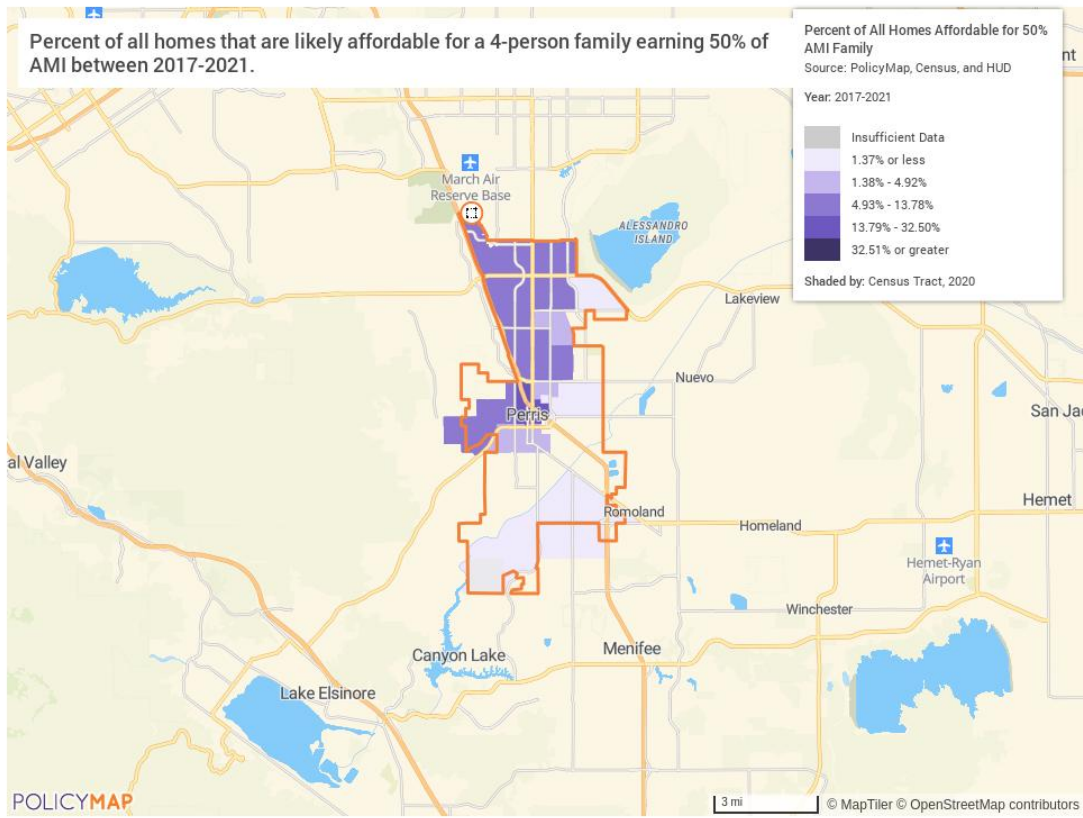 Percent of all homes that are likely affordable for a 4-person family earning 50% of
AMI between 2017-2021.
Percent of All Homes Affordable for 50%
AMI Family
Source: PolicyMap, Census, and HUD
Year: 2017-2021
Insufficient Data
1.37% or less
1.38% - 4.92%
4.93% - 13.78%
13.79% - 32.50%
32.51% or greater
Shaded by: Census Tract, 2020
nt
March Air
Reserve Base
ALESSANDRO
ISLAND
Lakeview
Nuevo
Perris
San Ja
al Valley
Hemet
Romoland
Homeland
Hemet-Ryan
Airport
Winchester
Canyon Lake
Menifee
Lake Elsinore
POLICYMAP
3 mi
© MapTiler © OpenStreetMap contributors